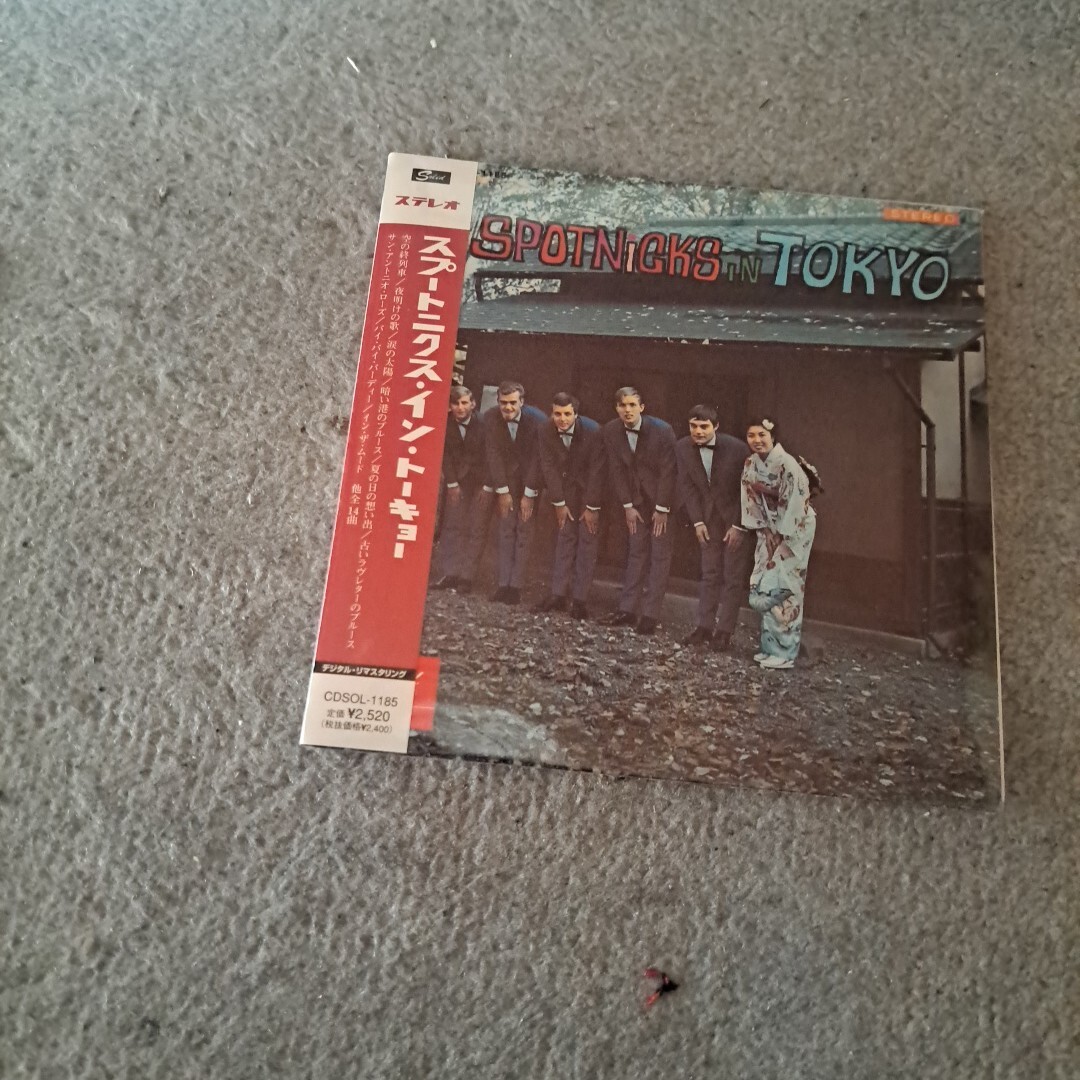 Solid
ステレオ
スプートニクス・イン・トーキョー
空の終列車/夜明けの歌/涙の太陽/暗い港のブルース/夏の日の想い出/古いラヴレターのブルース
サン・アントニオ・ローズ/バイ・バイ・バーディー/イン・ザ・ムード 他全14曲
デジタル・リマスタリング
CDSOL-1185
定価 ¥2,520
(税抜価格¥2,400)
STEREO
SPOTNICKS IN TOKYO